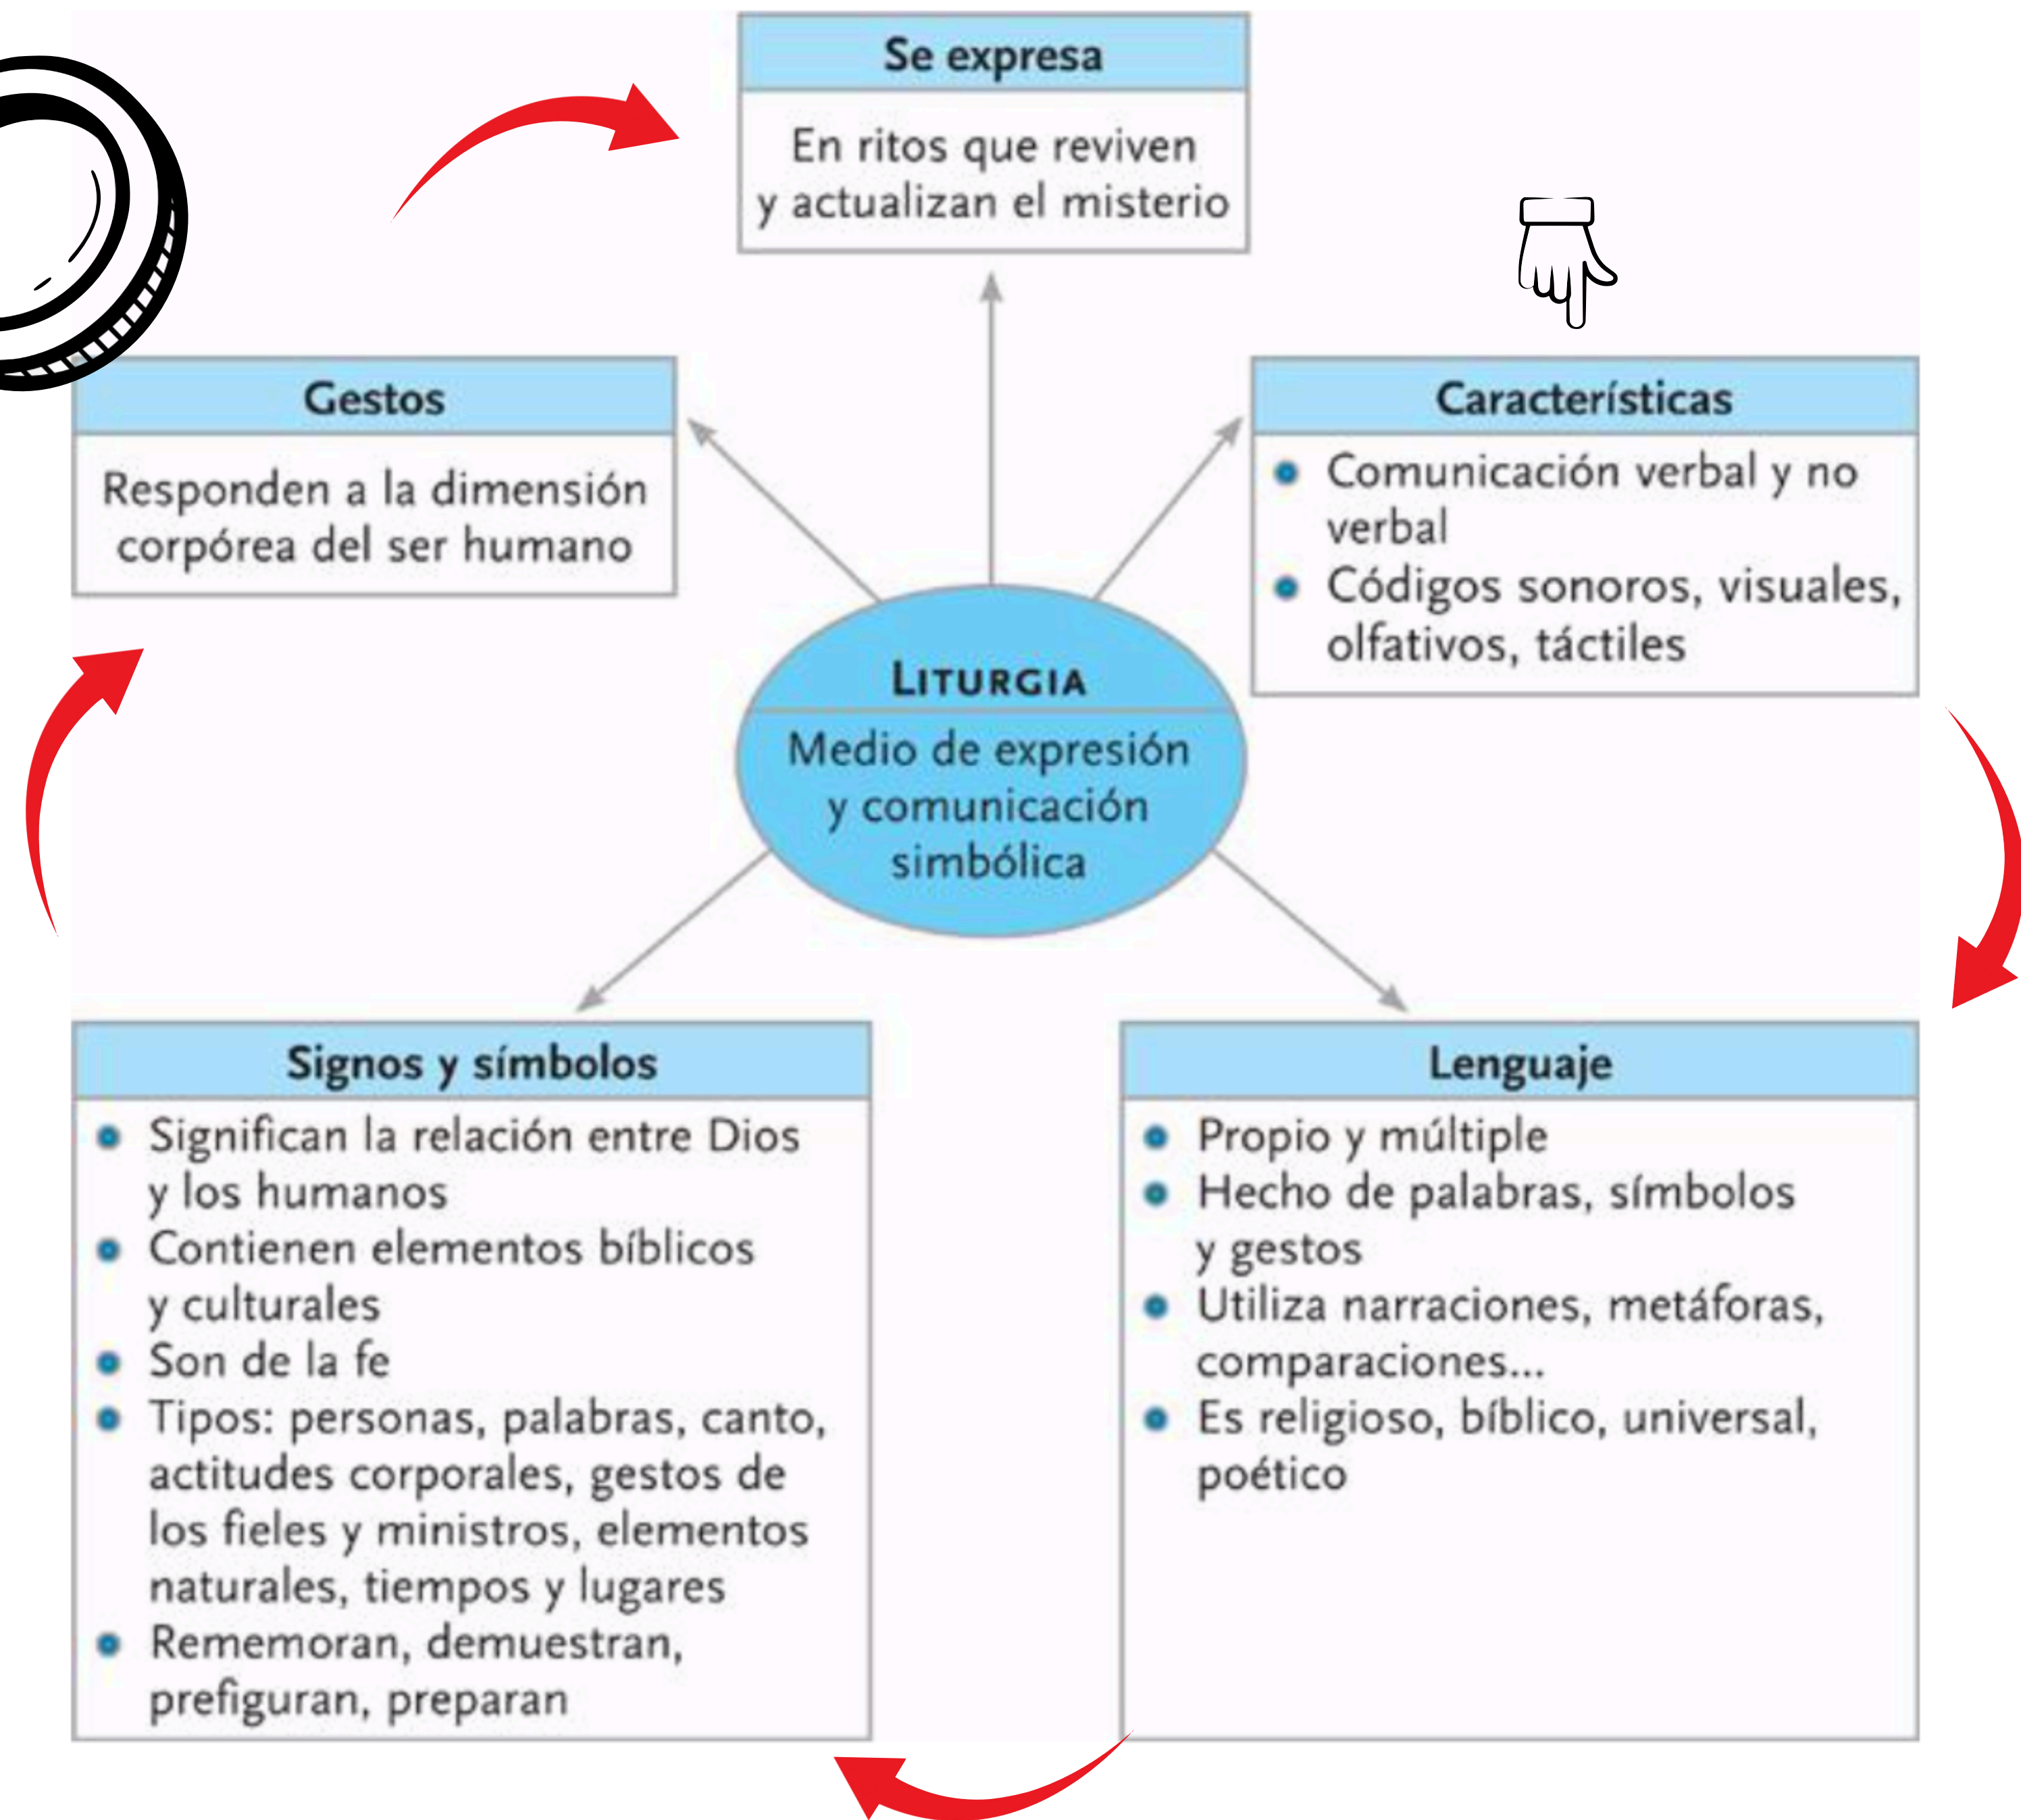 Se expresa
En ritos que reviven
y actualizan el misterio
Gestos
Responden a la dimensión
corpórea del ser humano
Características
Comunicación verbal y no
verbal
Códigos sonoros, visuales,
olfativos, táctiles
LITURGIA
Medio de expresión
y comunicación
simbólica
Signos y símbolos
Significan la relación entre Dios
y los humanos
Contienen elementos bíblicos
y culturales
Son de la fe
Tipos: personas, palabras, canto,
actitudes corporales, gestos de
los fieles y ministros, elementos
naturales, tiempos y lugares
Rememoran, demuestran,
prefiguran, preparan
Lenguaje
Propio y múltiple
Hecho de palabras, símbolos
y gestos
Utiliza narraciones, metáforas,
comparaciones...
Es religioso, bíblico, universal,
poético